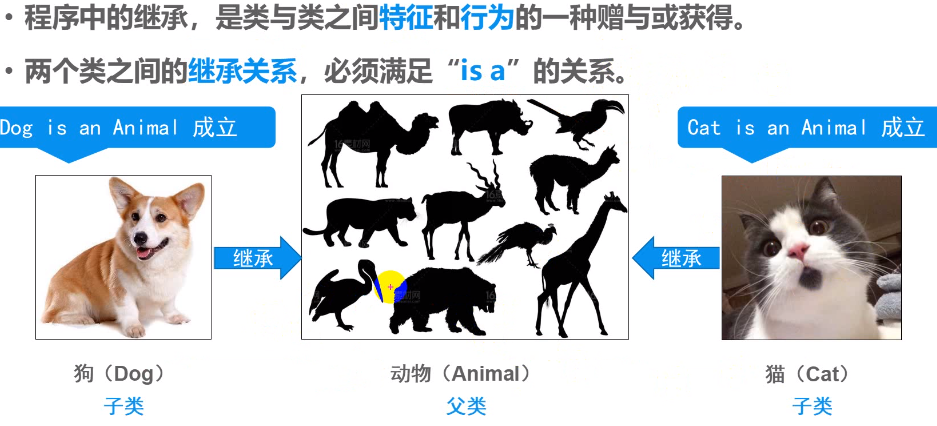 • 程序中的继承，是类与类之间特征和行为的一种赠与或获得。
• 两个类之间的继承关系，必须满足“is a”的关系。
Dog is an Animal 成立
Cat is an Animal 成立
继承
继承
狗（Dog）
动物（Animal）
猫（Cat）
子类
父类
子类